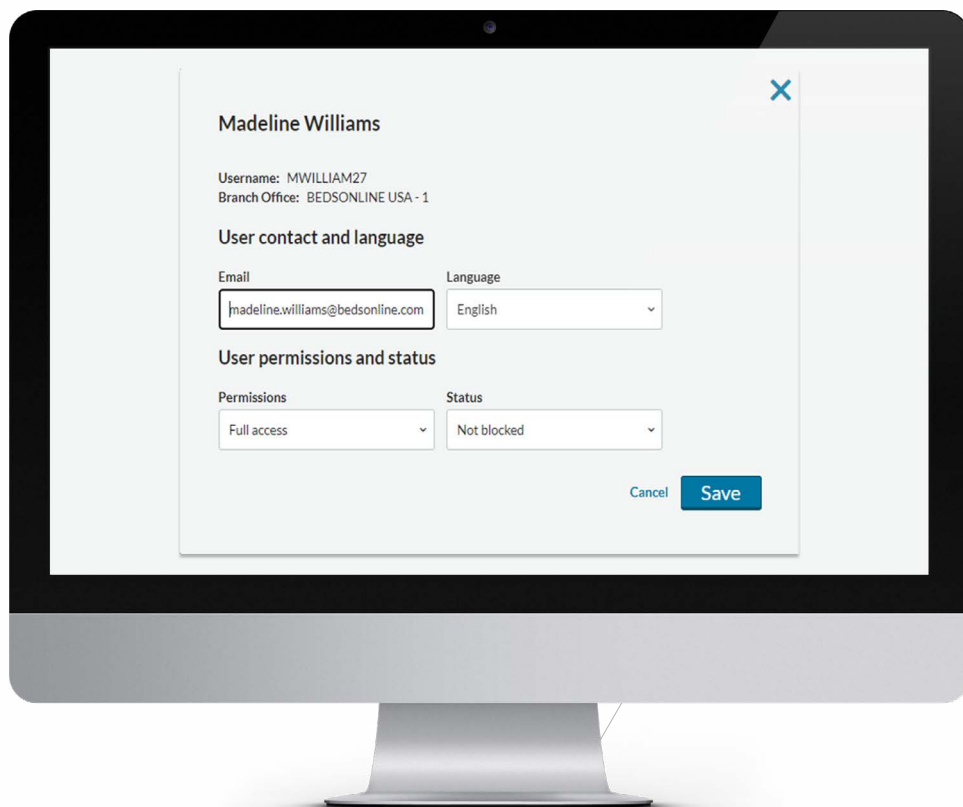 Madeline Williams
Username: MWILLIAM27
Branch Office: BEDSONLINE USA - 1
User contact and language
Email Language
madeline.williams@bedsonline.com English
User permissions and status
Permissions Status
Full access Not blocked
Cancel Save